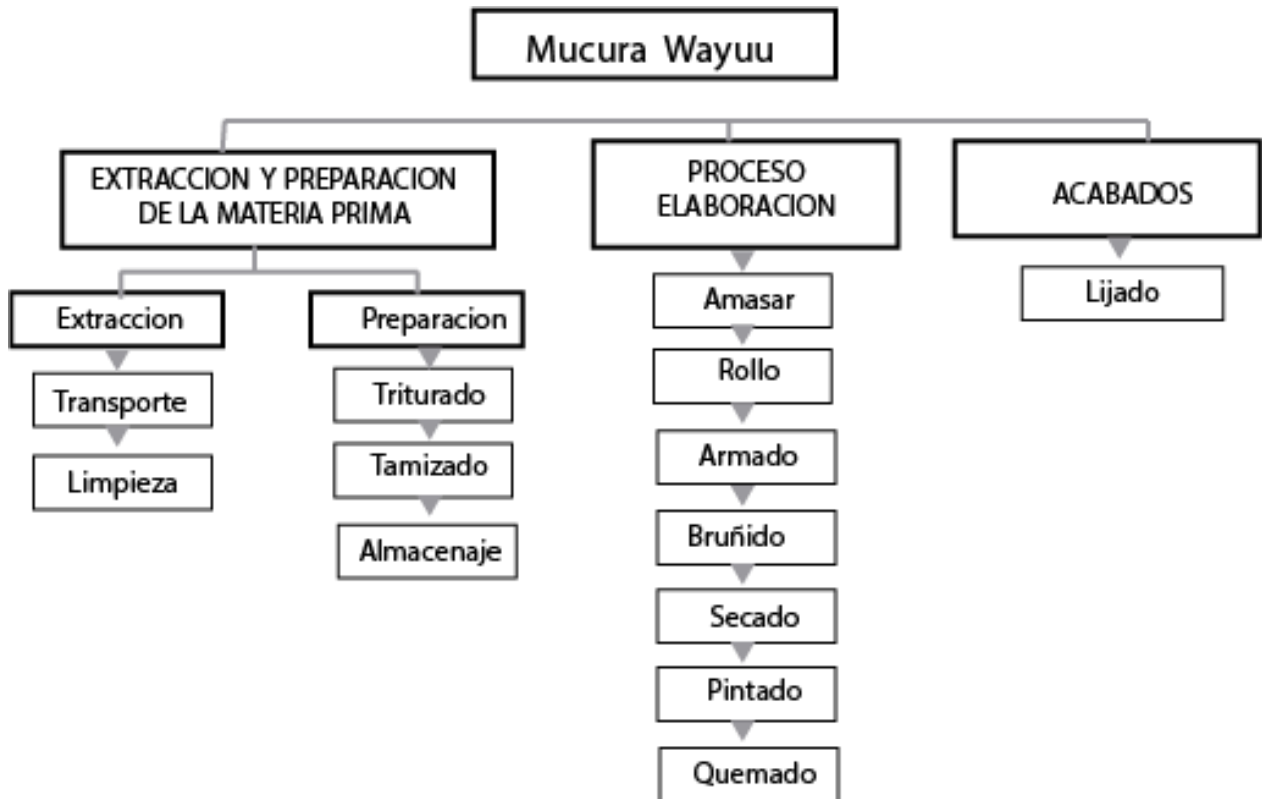 Mucura Wayuu
EXTRACCION Y PREPARACION
DE LA MATERIA PRIMA
Extraccion
Transporte
Limpieza
Preparacion
Triturado
Tamizado
Almacenaje
PROCESO
ELABORACION
Amasar
Rollo
Armado
Bruñido
Secado
Pintado
Quemado
ACABADOS
Lijado